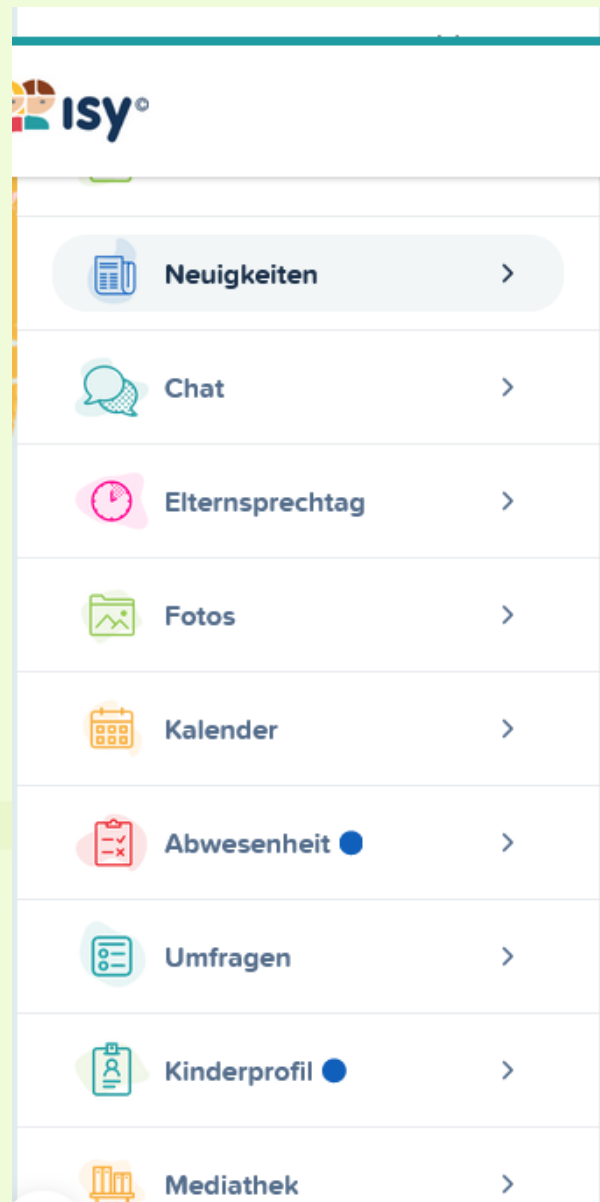 isy©
Neuigkeiten
Chat
Elternsprechtag
Fotos
Kalender
Abwesenheit
Umfragen
Kinderprofil
Mediathek